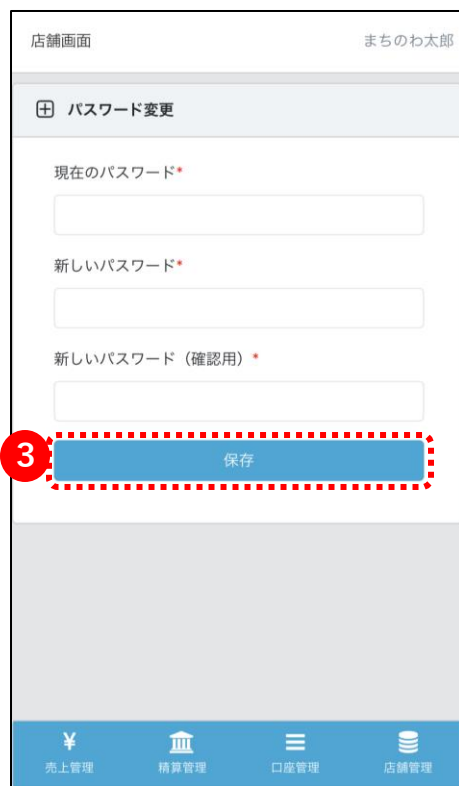 店舗画面 まちのわ太郎
パスワード変更
現在のパスワード*
新しいパスワード*
新しいパスワード（確認用）*
3
保存
¥
売上管理 精算管理 口座管理 店舗管理